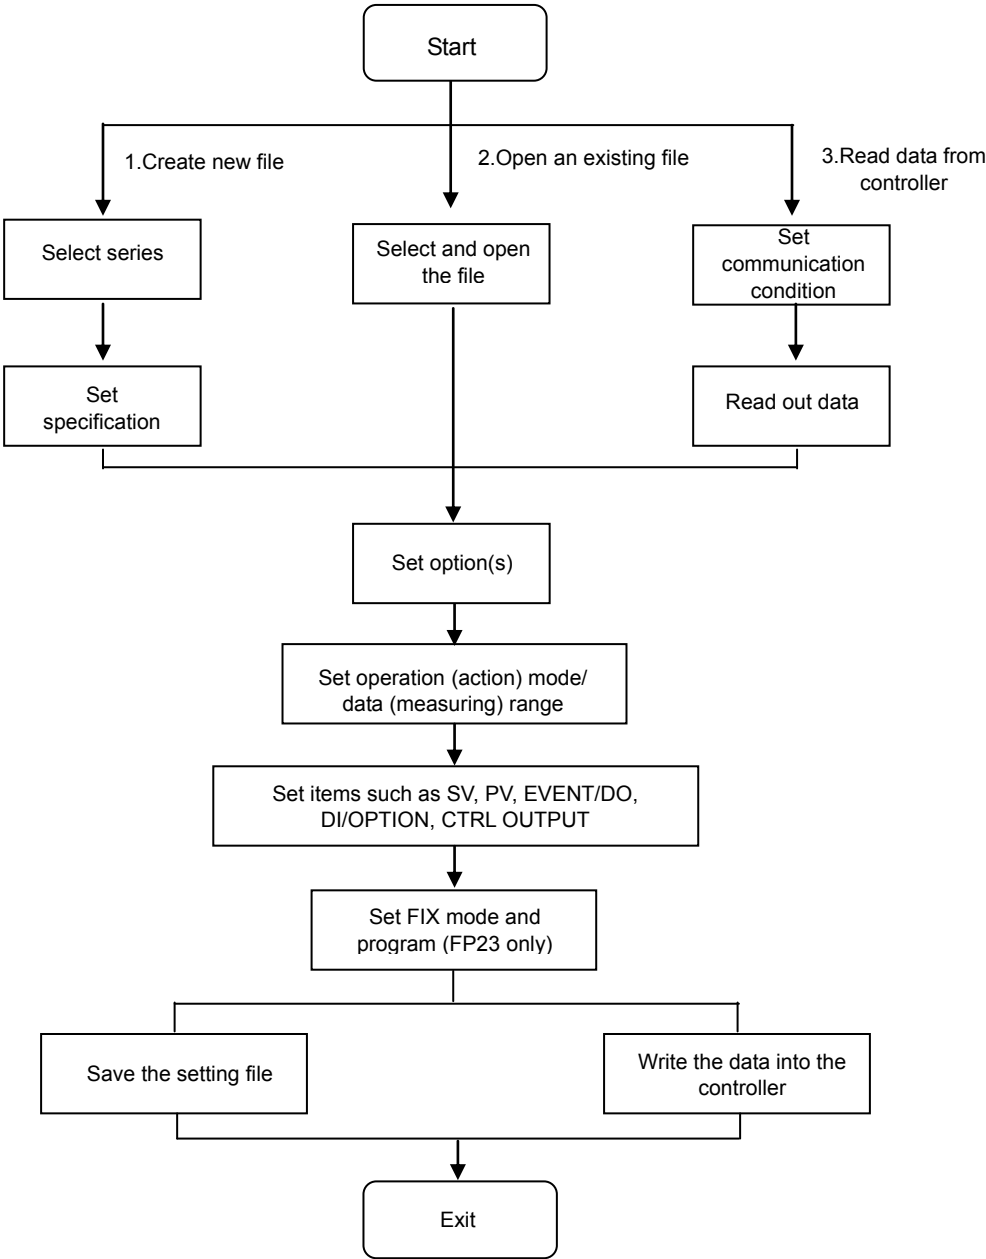 Start
1.Create new file
2.Open an existing file
3.Read data from
controller
Select series
Select and open
the file
Set
communication
condition
Set
specification
Read out data
Set option(s)
Set operation (action) mode/
data (measuring) range
Set items such as SV, PV, EVENT/DO,
DI/OPTION, CTRL OUTPUT
Set FIX mode and
program (FP23 only)
Save the setting file
Write the data into the
controller
Exit